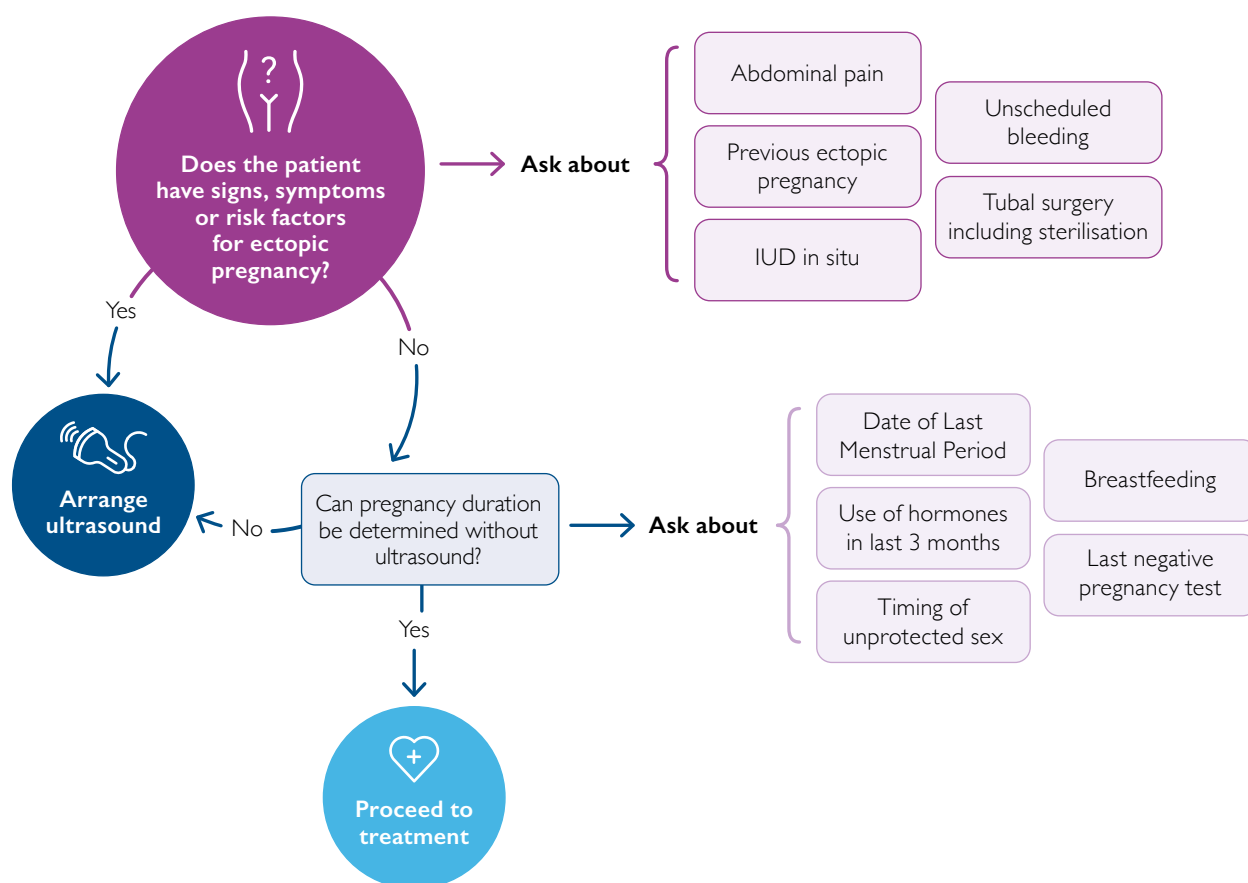 ?
Does the patient
have signs, symptoms
or risk factors
for ectopic
pregnancy?
Ask about
Abdominal pain
Unscheduled
bleeding
Previous ectopic
pregnancy
Tubal surgery
including sterilisation
IUD in situ
Yes
No
Arrange
ultrasound
No
Can pregnancy duration
be determined without
ultrasound?
Ask about
Date of Last
Menstrual Period
Breastfeeding
Use of hormones
in last 3 months
Last negative
pregnancy test
Timing of
unprotected sex
Yes
Proceed to
treatment